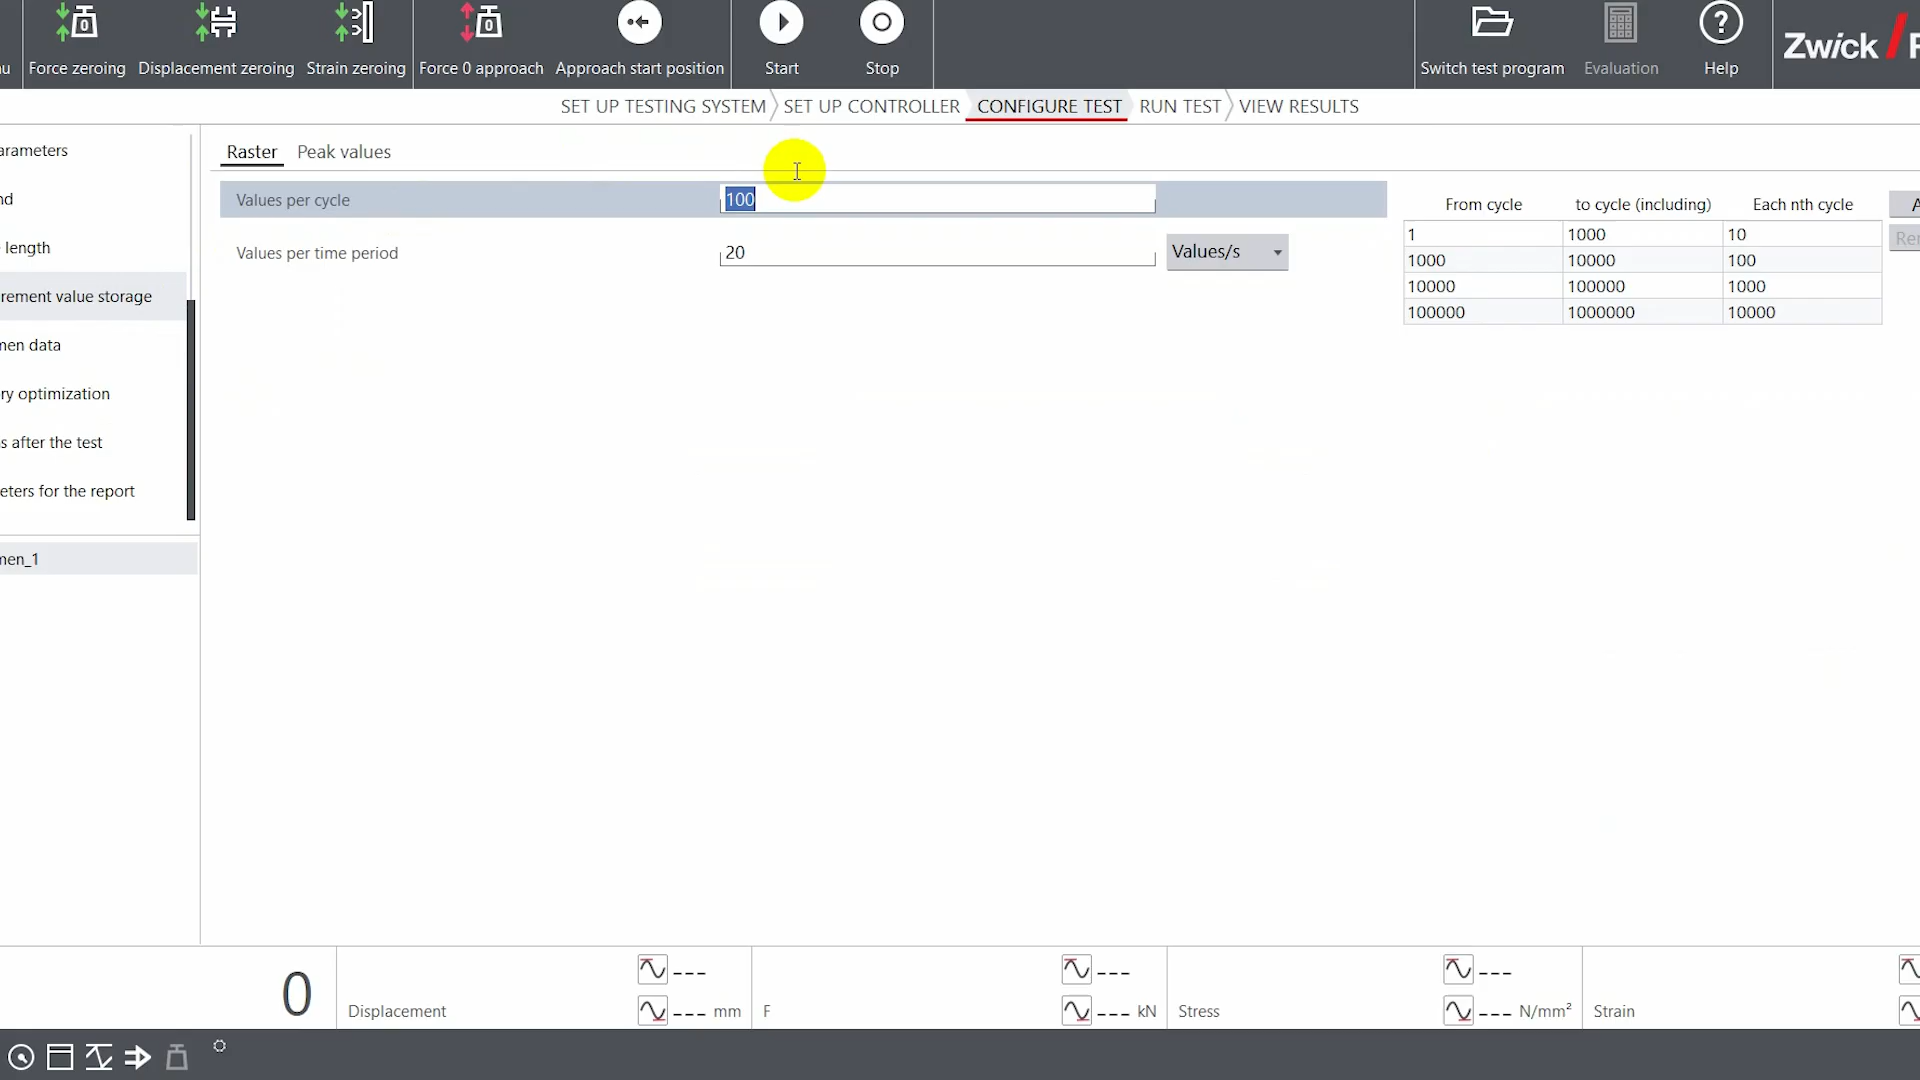 Force zeroing Displacement zeroing Strain zeroing Force 0 approach Approach start position Start Stop Switch test program Evaluation Help Zwick
SET UP TESTING SYSTEM SET UP CONTROLLER CONFIGURE TEST RUN TEST VIEW RESULTS
arameters
nd
length
rement value storage
men data
ry optimization
s after the test
eters for the report
men_1
Raster Peak values
Values per cycle 100
Values per time period 20 Values/s
From cycle to cycle (including) Each nth cycle
1 1000 10
1000 10000 100
10000 100000 1000
100000 1000000 10000
0
Displacement --- --- mm
F --- --- kN
Stress --- --- N/mm²
Strain